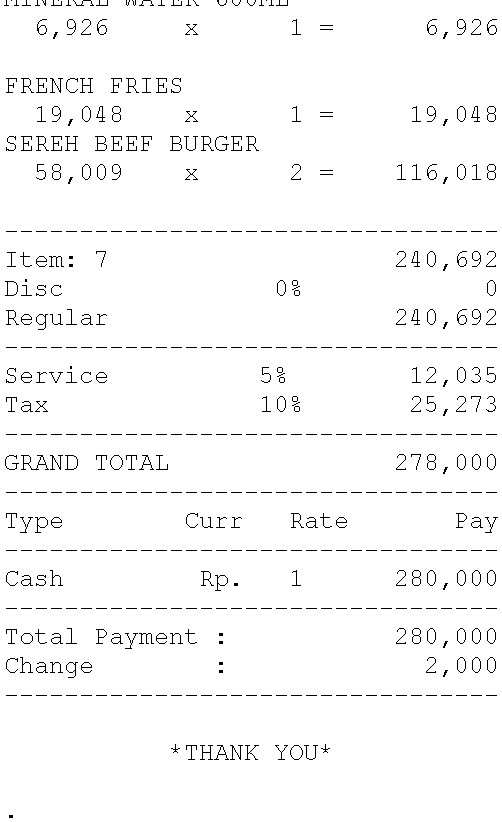 MINERAL WATER 600ML
6,926 x 1 = 6,926
FRENCH FRIES
19,048 x 1 = 19,048
SEREH BEEF BURGER
58,009 x 2 = 116,018
--------------------------------
Item: 7 240,692
Disc 0% 0
Regular 240,692
--------------------------------
Service 5% 12,035
Tax 10% 25,273
--------------------------------
GRAND TOTAL 278,000
--------------------------------
Type Curr Rate Pay
--------------------------------
Cash Rp. 1 280,000
--------------------------------
Total Payment : 280,000
Change : 2,000
--------------------------------
*THANK YOU*
.